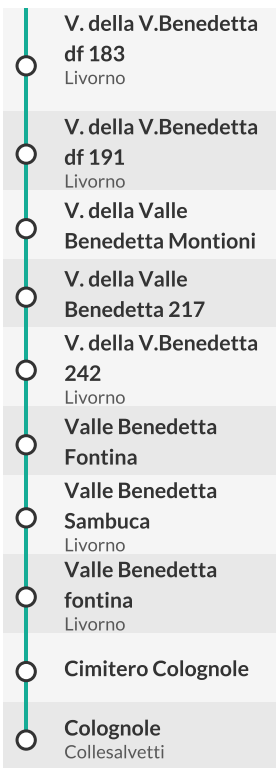 V. della V.Benedetta
df 183
Livorno
V. della V.Benedetta
df 191
Livorno
V. della Valle
Benedetta Montioni
V. della Valle
Benedetta 217
V. della V.Benedetta
242
Livorno
Valle Benedetta
Fontina
Valle Benedetta
Sambuca
Livorno
Valle Benedetta
fontina
Livorno
Cimitero Colognole
Colognole
Collesalvetti